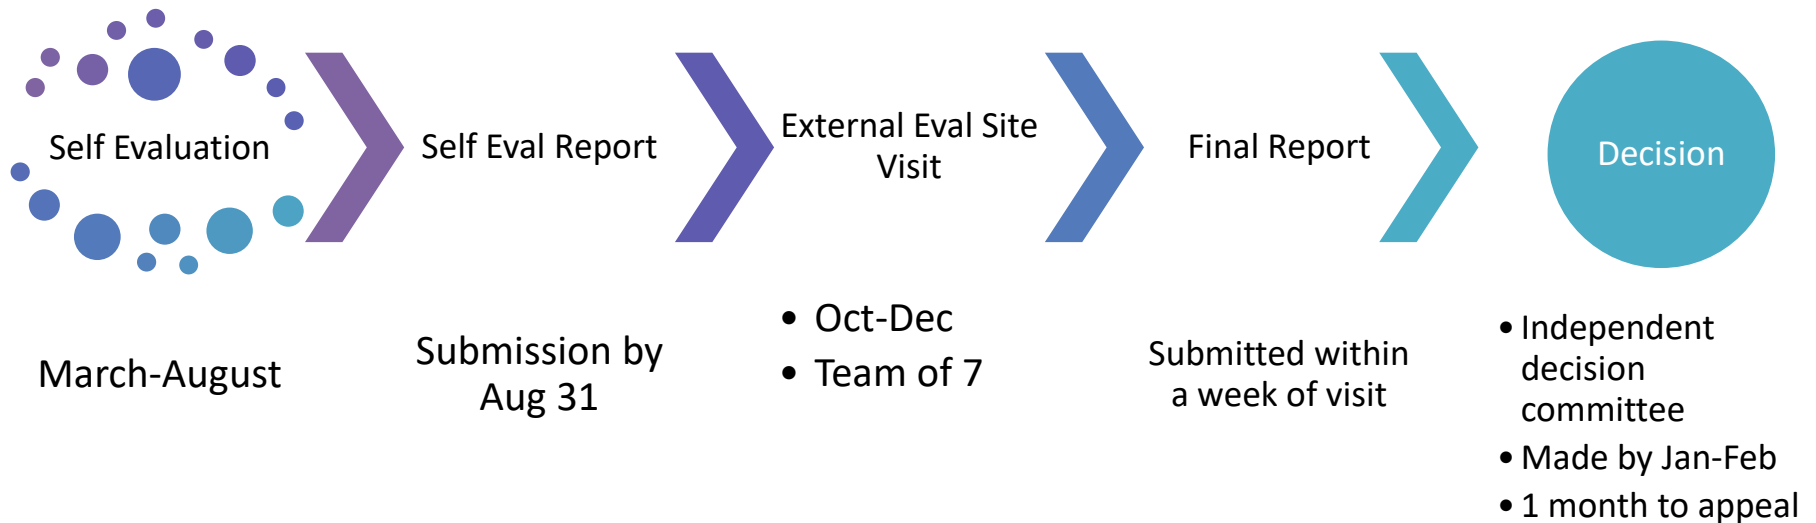 Self Evaluation
Self Eval Report
External Eval Site
Visit
Final Report
Decision
March-August
Submission by
Aug 31
• Oct-Dec
• Team of 7
Submitted within
a week of visit
• Independent
decision
committee
• Made by Jan-Feb
• 1 month to appeal